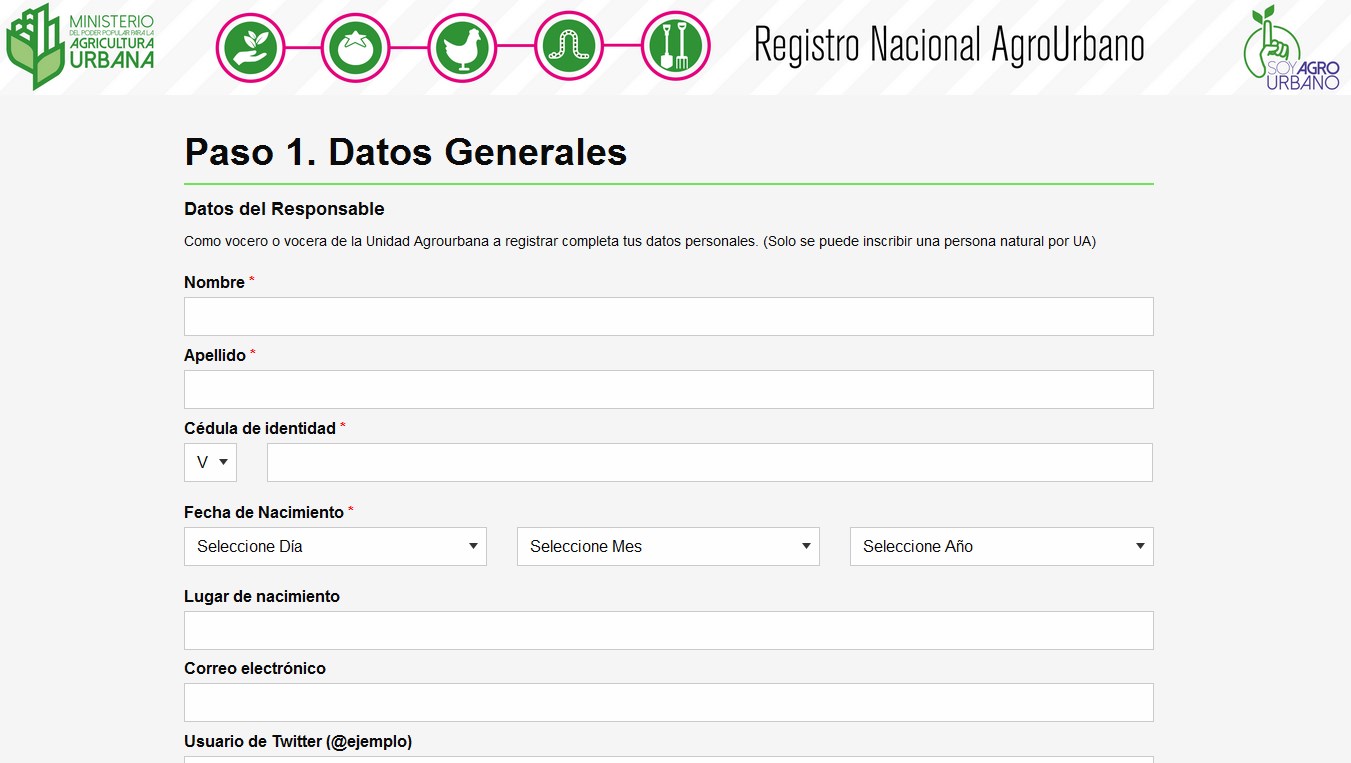 MINISTERIO
DEL PODER POPULAR PARA LA
AGRICULTURA
URBANA
Registro Nacional AgroUrbano
SOYAGRO
URBANO
Paso 1. Datos Generales
Datos del Responsable
Como vocero o vocera de la Unidad Agrourbana a registrar completa tus datos personales. (Solo se puede inscribir una persona natural por UA)
Nombre *
Apellido *
Cédula de identidad *
V
Fecha de Nacimiento *
Seleccione Día Seleccione Mes Seleccione Año
Lugar de nacimiento
Correo electrónico
Usuario de Twitter (@ejemplo)